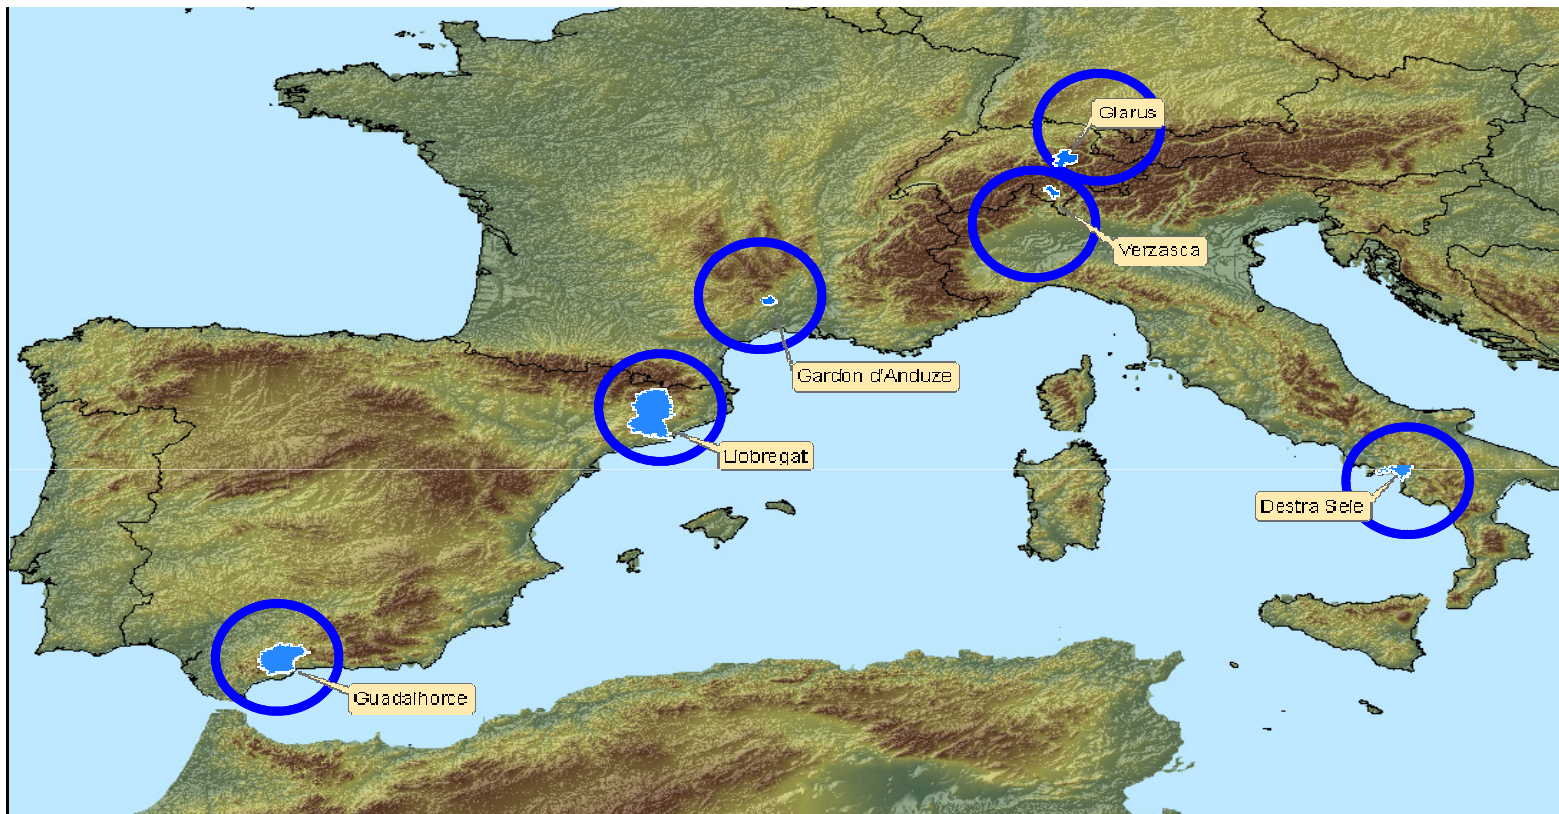 Glarus
Verzasca
Gardon d'Anduze
Llobregat
Destra Sele
Guadalhorce